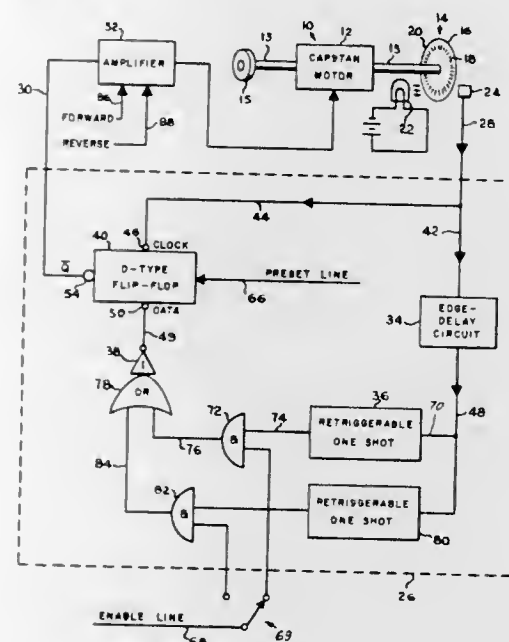 52
AMPLIFIER
30
86
FORWARD
REVERSE
88
10
12
13
CAPSTAN
MOTOR
13
15
14
20
16
18
24
22
28
44
42
46
CLOCK
40
D-TYPE
FLIP-FLOP
Q̅
54
PRESET LINE
66
50
DATA
49
38
I
78
OR
34
EDGE-
DELAY
CIRCUIT
48
36
70
RETRIGGERABLE
ONE SHOT
72
74
&
76
84
82
&
RETRIGGERABLE
ONE SHOT
80
26
ENABLE LINE
68
69